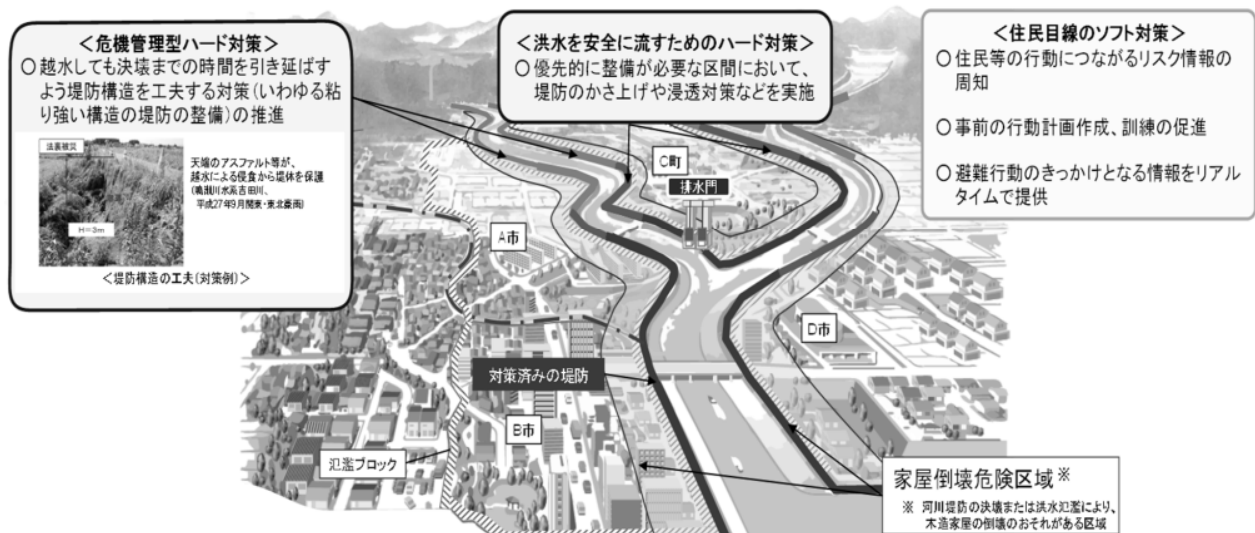 <危機管理型ハード対策>
○越水しても決壊までの時間を引き延ばす
よう堤防構造を工夫する対策(いわゆる粘
り強い構造の堤防の整備)の推進
法裏被災
天端のアスファルト等が、
越水による侵食から堤体を保護
(鳴瀬川水系吉田川、
平成27年9月関東・東北豪雨)
H=3m
<堤防構造の工夫(対策例)>
<洪水を安全に流すためのハード対策>
○優先的に整備が必要な区間において、
堤防のかさ上げや浸透対策などを実施
<住民目線のソフト対策>
○住民等の行動につながるリスク情報の
周知
○事前の行動計画作成、訓練の促進
○避難行動のきっかけとなる情報をリアル
タイムで提供
C町
排水門
A市
D市
対策済みの堤防
B市
氾濫ブロック
家屋倒壊危険区域※
※ 河川堤防の決壊または洪水氾濫により、
木造家屋の倒壊のおそれがある区域